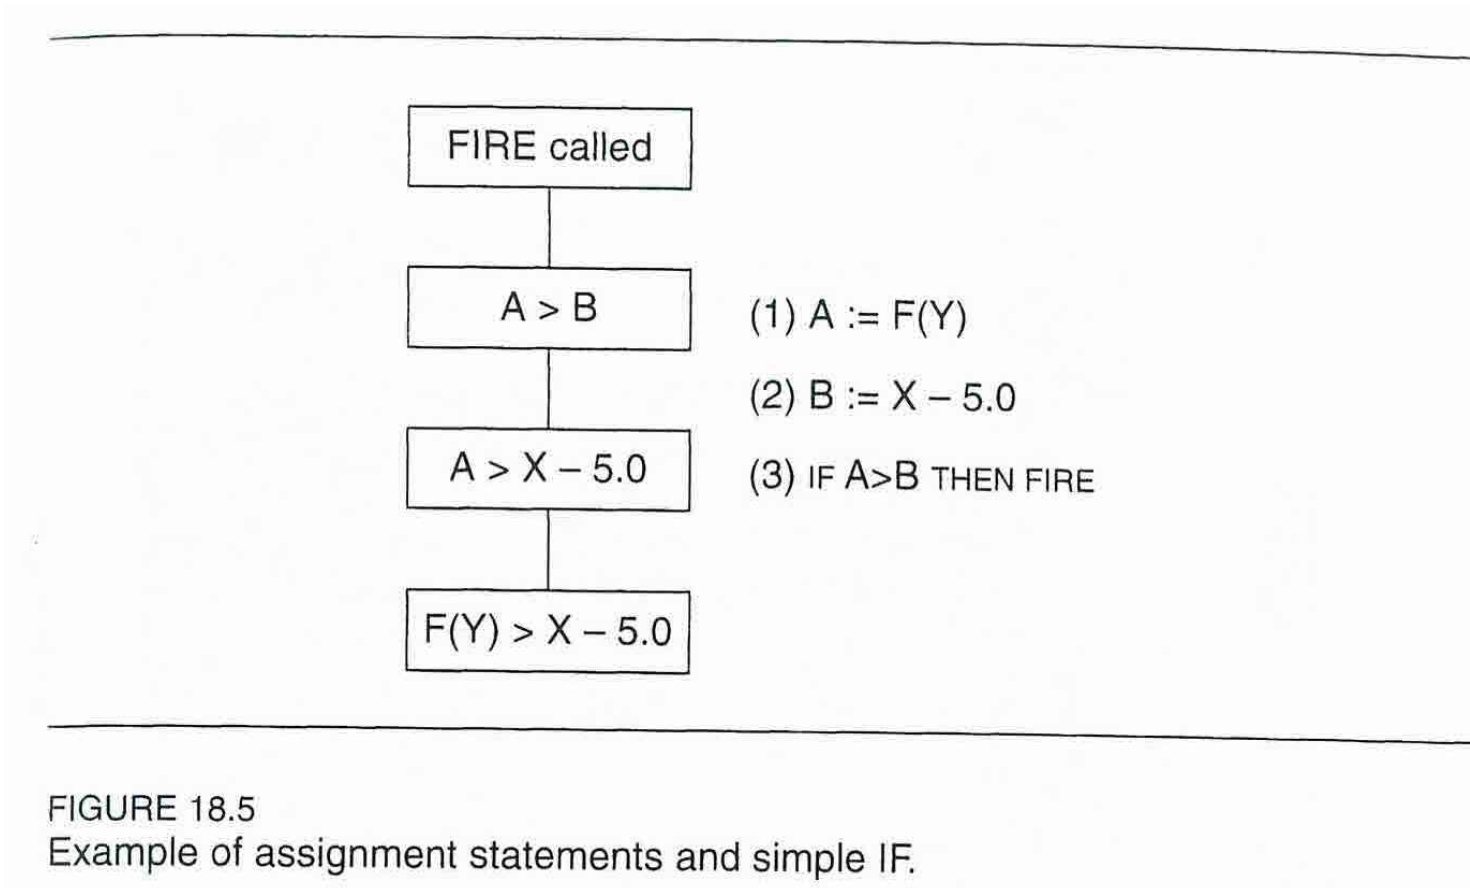 FIRE called
A > B
(1) A := F(Y)
(2) B := X – 5.0
A > X – 5.0
(3) IF A>B THEN FIRE
F(Y) > X – 5.0
FIGURE 18.5
Example of assignment statements and simple IF.